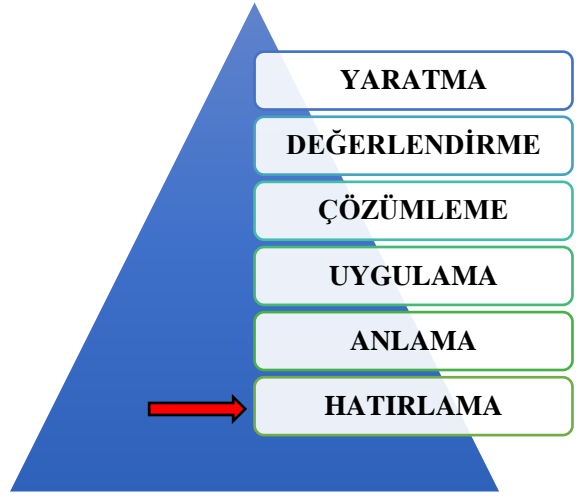 YARATMA
DEĞERLENDİRME
ÇÖZÜMLEME
UYGULAMA
ANLAMA
HATIRLAMA